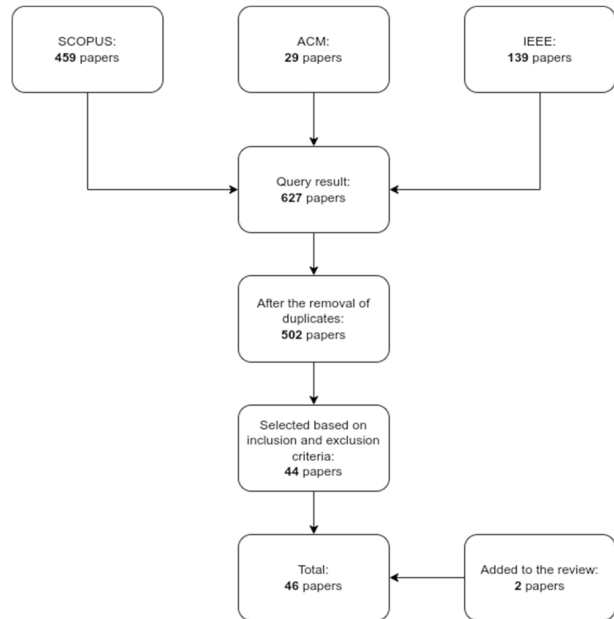 SCOPUS:
459 papers
ACM
29 papers
IEEE:
139 papers
Query result:
627 papers
After the removal of
duplicates:
502 papers
Selected based on
inclusion and exclusion
criteria:
44 papers
Total:
46 papers
Added to the review:
2 papers